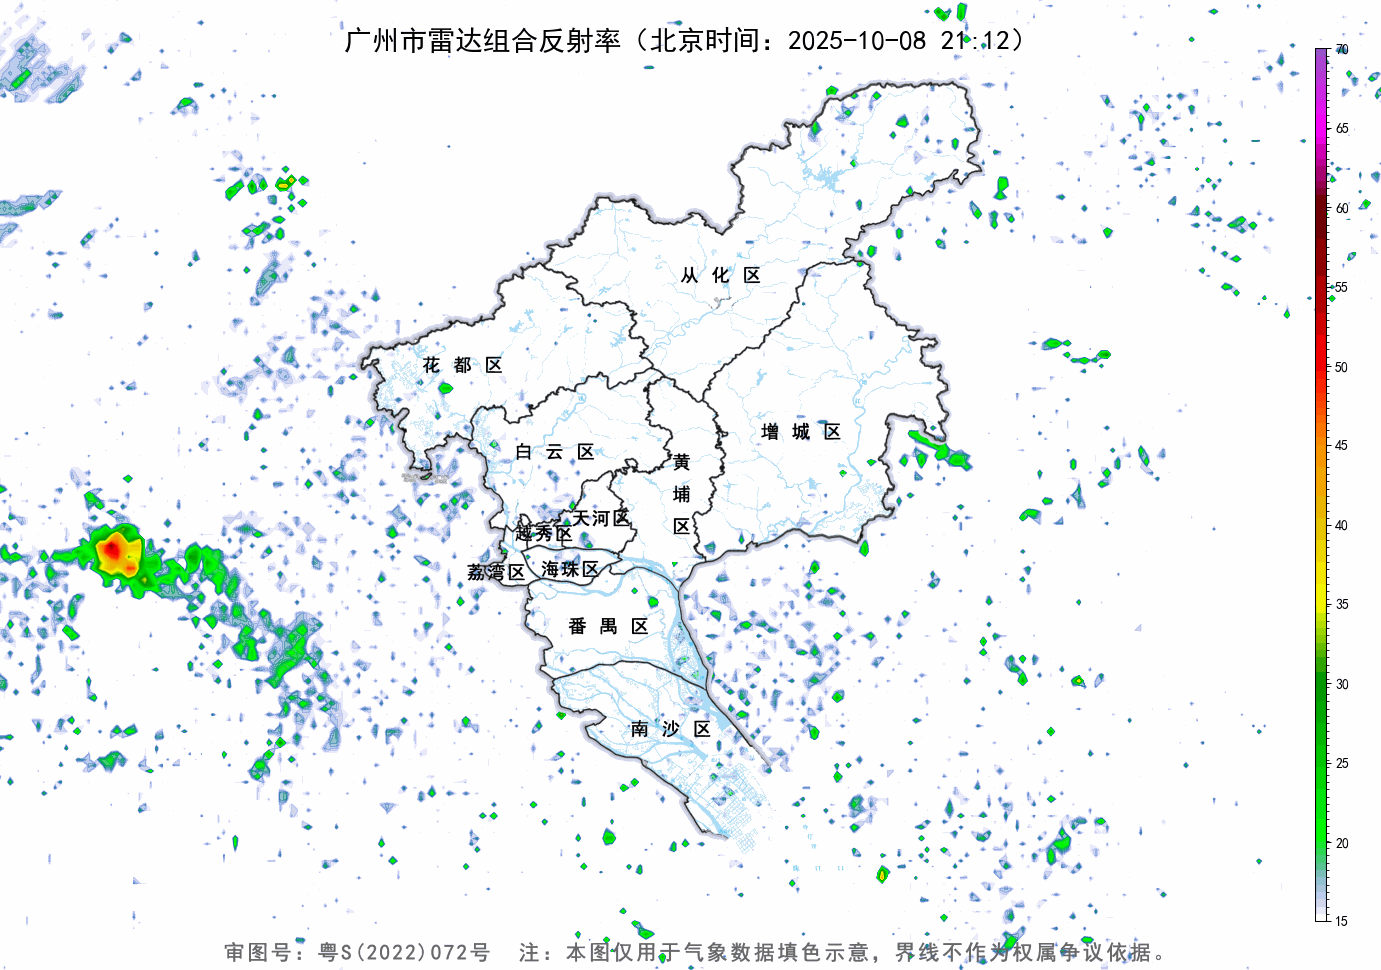 广州市雷达组合反射率（北京时间：2025-10-08 21:12）
70
65
60
55
50
45
40
35
30
25
20
15
从化区
花都区
增城区
白云区
黄埔区
天河区
越秀区
海珠区
荔湾区
番禺区
南沙区
审图号：粤S(2022)072号 注：本图仅用于气象数据填色示意，界线不作为权属争议依据。